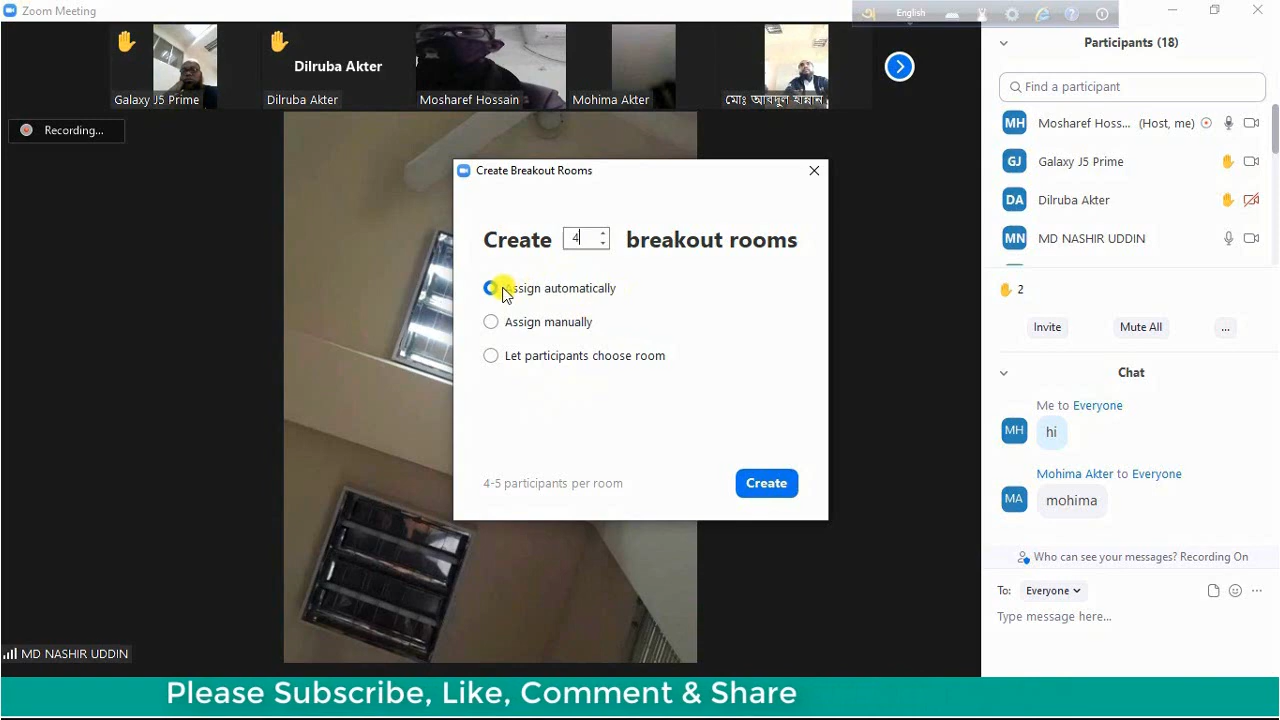 Zoom Meeting
English
Galaxy J5 Prime
Dilruba Akter
Dilruba Akter
Mosharef Hossain
Mohima Akter
মোঃ আবদুল হান্নান
Recording...
Create Breakout Rooms
Create 4 breakout rooms
Assign automatically
Assign manually
Let participants choose room
4-5 participants per room
Create
MD NASHIR UDDIN
Participants (18)
Find a participant
MH Mosharef Hoss... (Host, me)
GJ Galaxy J5 Prime
DA Dilruba Akter
MN MD NASHIR UDDIN
2
Invite
Mute All
...
Chat
Me to Everyone
MH hi
Mohima Akter to Everyone
MA mohima
Who can see your messages? Recording On
To: Everyone
Type message here...
Please Subscribe, Like, Comment & Share